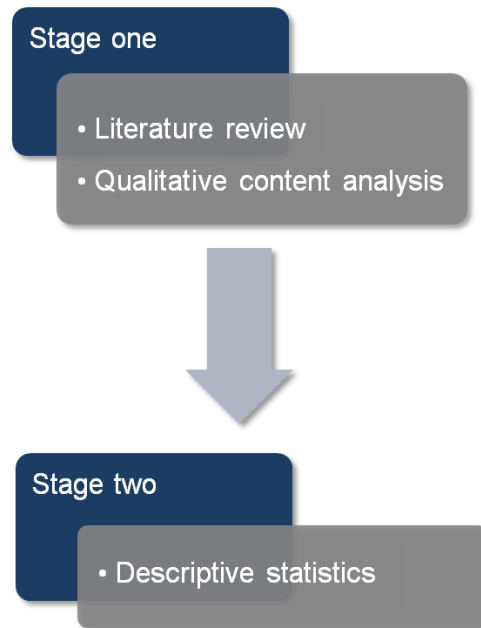 Stage one
• Literature review
• Qualitative content analysis
Stage two
• Descriptive statistics